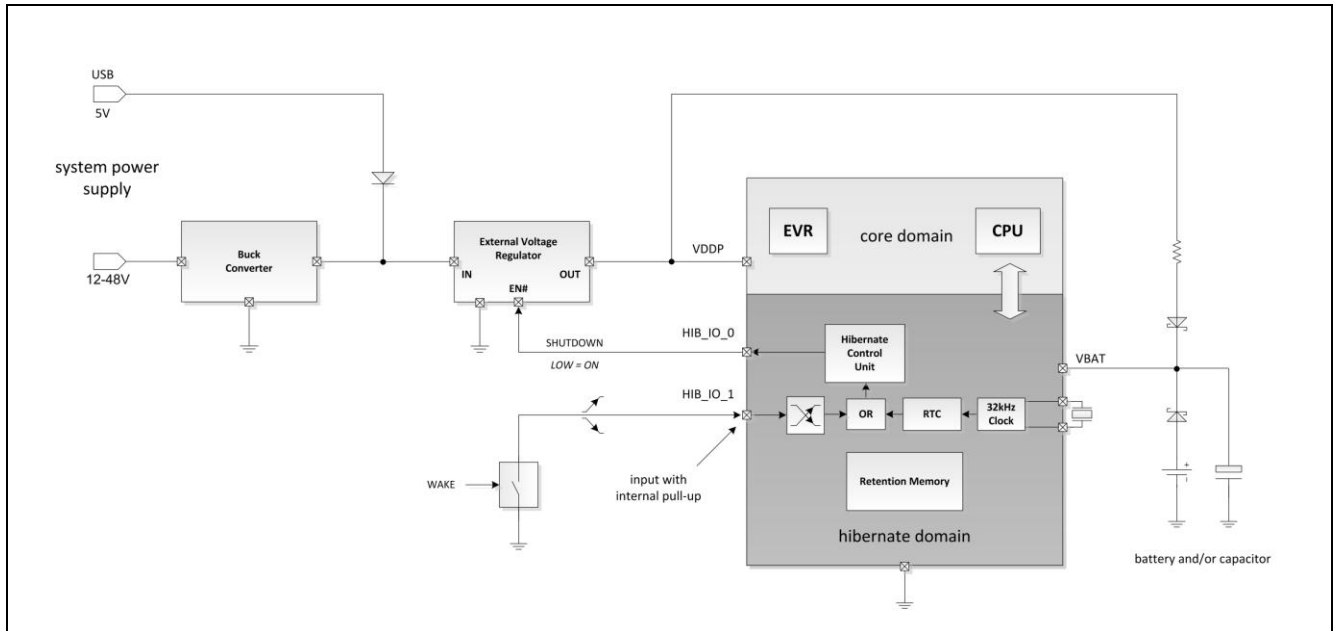 USB
5V
system power
supply
12-48V
Buck
Converter
External Voltage
Regulator
IN
OUT
EN#
VDDP
EVR
core domain
CPU
SHUTDOWN
LOW = ON
HIB_IO_0
Hibernate
Control
Unit
VBAT
HIB_IO_1
OR
RTC
32kHz
Clock
WAKE
input with
internal pull-up
Retention Memory
hibernate domain
+
-
battery and/or capacitor